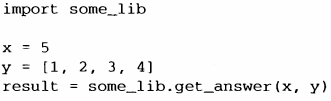 import some_lib
x = 5
y = [1, 2, 3, 4]
result = some_lib.get_answer(x, y)